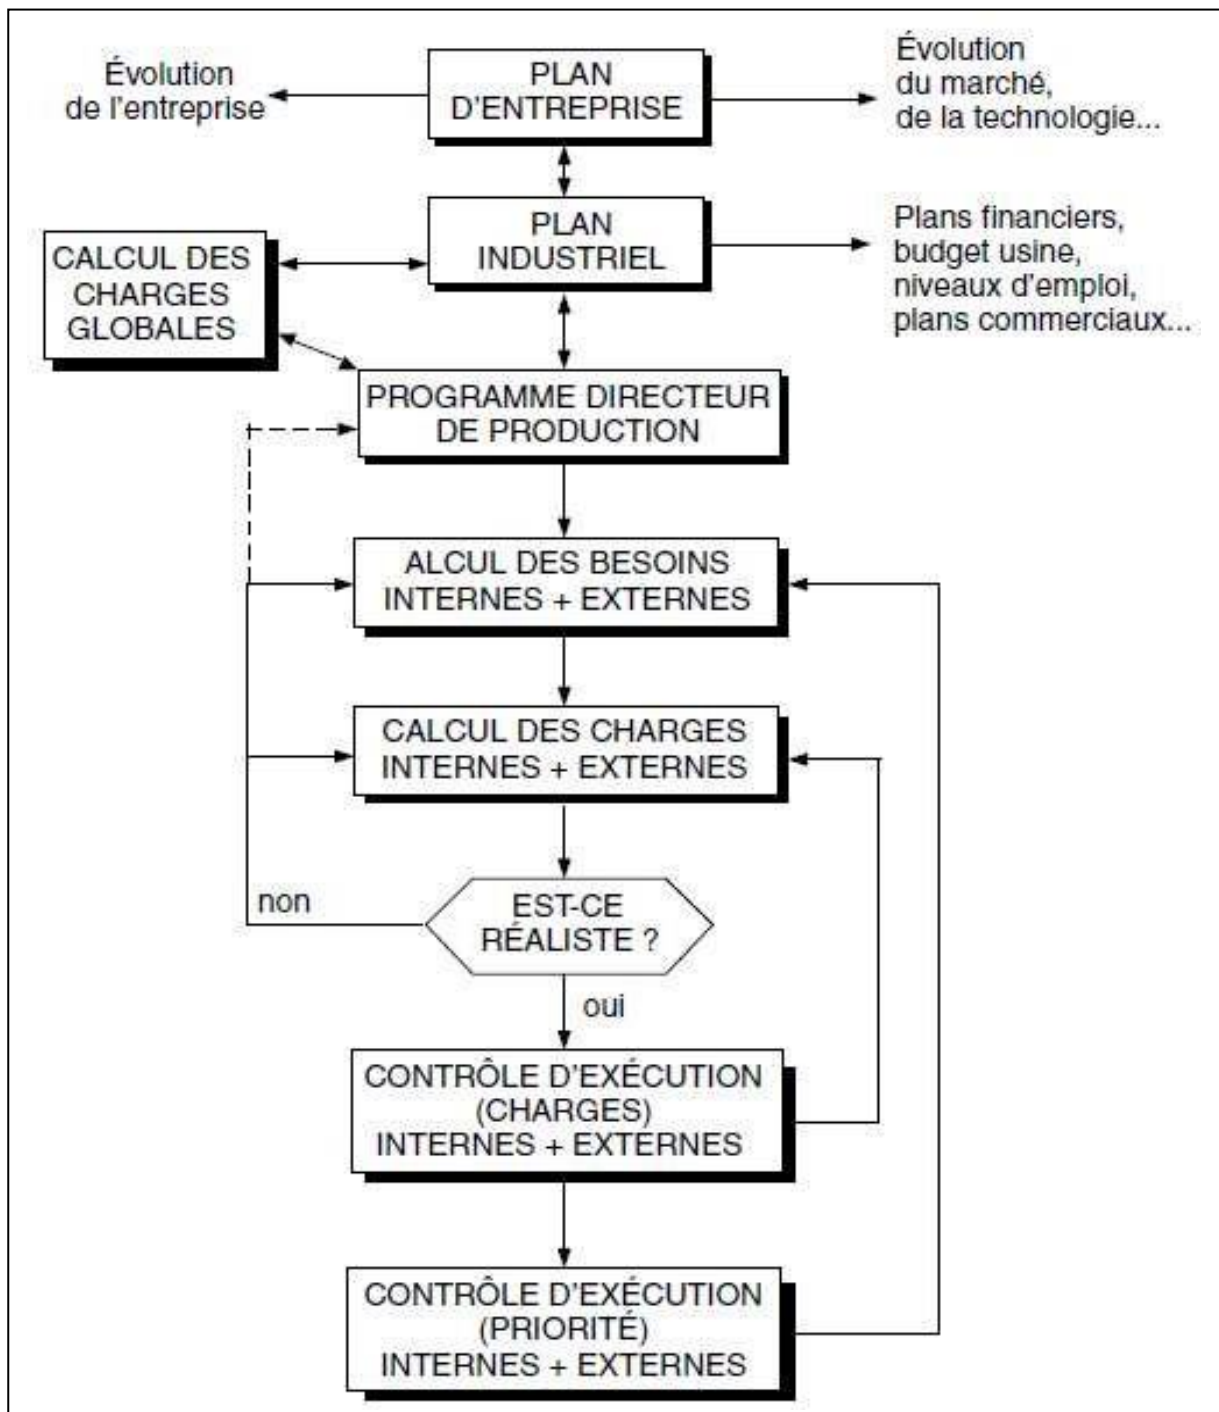 Évolution
de l'entreprise
PLAN
D'ENTREPRISE
Évolution
du marché,
de la technologie...
PLAN
INDUSTRIEL
Plans financiers,
budget usine,
niveaux d'emploi,
plans commerciaux...
CALCUL DES
CHARGES
GLOBALES
PROGRAMME DIRECTEUR
DE PRODUCTION
ALCUL DES BESOINS
INTERNES + EXTERNES
CALCUL DES CHARGES
INTERNES + EXTERNES
non
EST-CE
RÉALISTE ?
oui
CONTRÔLE D'EXÉCUTION
(CHARGES)
INTERNES + EXTERNES
CONTRÔLE D'EXÉCUTION
(PRIORITÉ)
INTERNES + EXTERNES